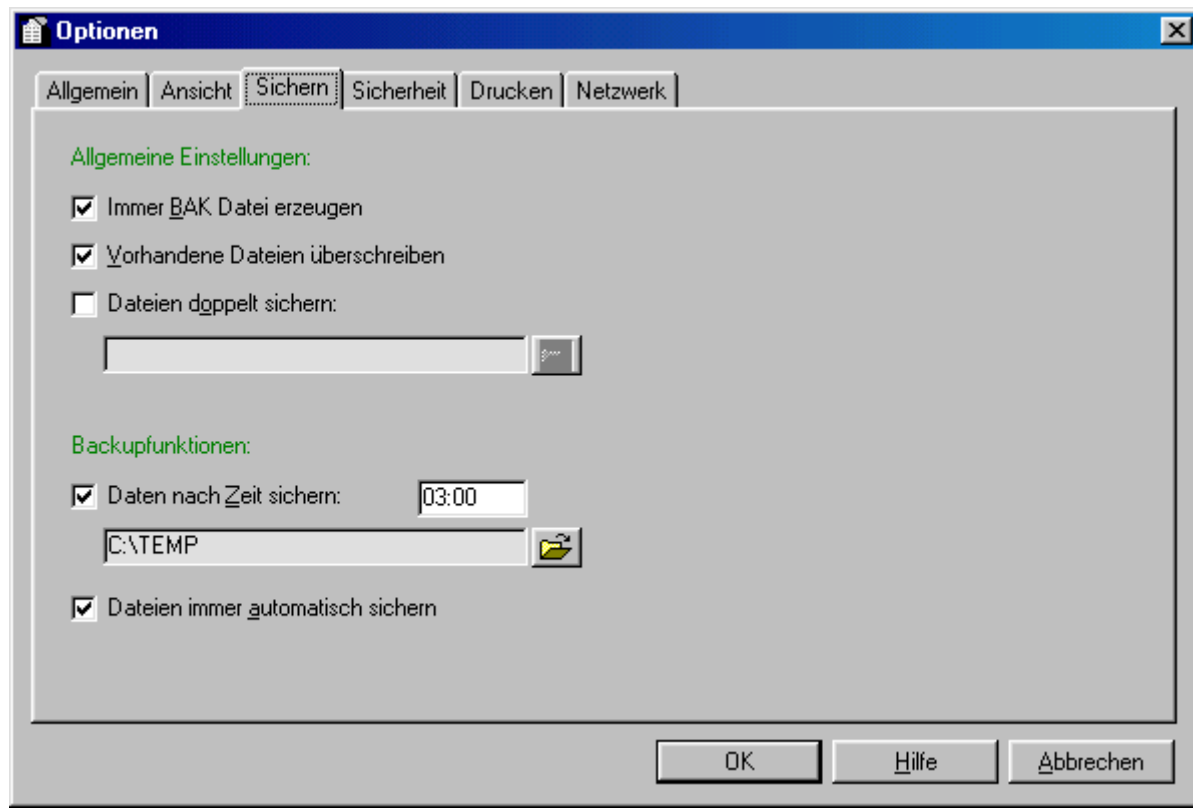 Optionen
Allgemein Ansicht Sichern Sicherheit Drucken Netzwerk
Allgemeine Einstellungen:
Immer BAK Datei erzeugen
Vorhandene Dateien überschreiben
Dateien doppelt sichern:
Backupfunktionen:
Daten nach Zeit sichern: 03:00
C:\TEMP
Dateien immer automatisch sichern
OK Hilfe Abbrechen